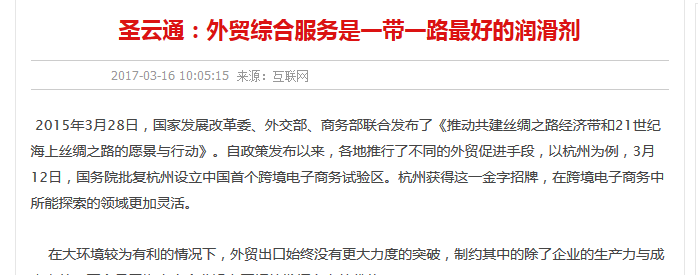 圣云通：外贸综合服务是一带一路最好的润滑剂
2017-03-16 10:05:15 来源：互联网
2015年3月28日，国家发展改革委、外交部、商务部联合发布了《推动共建丝绸之路经济带和21世纪
海上丝绸之路的愿景与行动》。自政策发布以来，各地推行了不同的外贸促进手段，以杭州为例，3月
12日，国务院批复杭州设立中国首个跨境电子商务试验区。杭州获得这一金字招牌，在跨境电子商务中
所能探索的领域更加灵活。
在大环境较为有利的情况下，外贸出口始终没有更大力度的突破，制约其中的除了企业的生产力与成